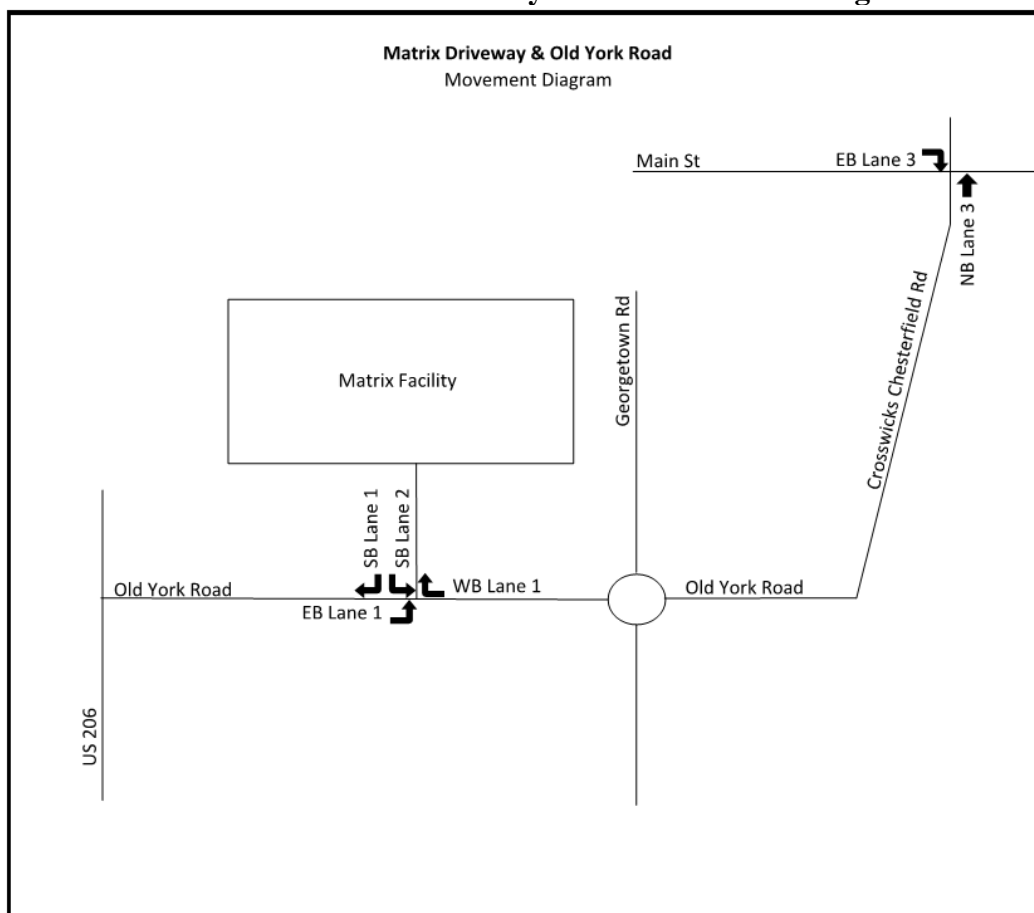 Matrix Driveway & Old York Road
Movement Diagram
Main St
EB Lane 3
NB Lane 3
Georgetown Rd
Crosswicks Chesterfield Rd
Matrix Facility
SB Lane 1
SB Lane 2
Old York Road
WB Lane 1
Old York Road
EB Lane 1
US 206